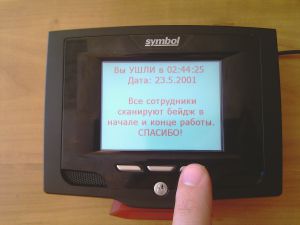 symbol
Вы УШЛИ в 02:44:25
Дата: 23.5.2001
Все сотрудники
сканируют бейдж в
начале и конце работы.
СПАСИБО!